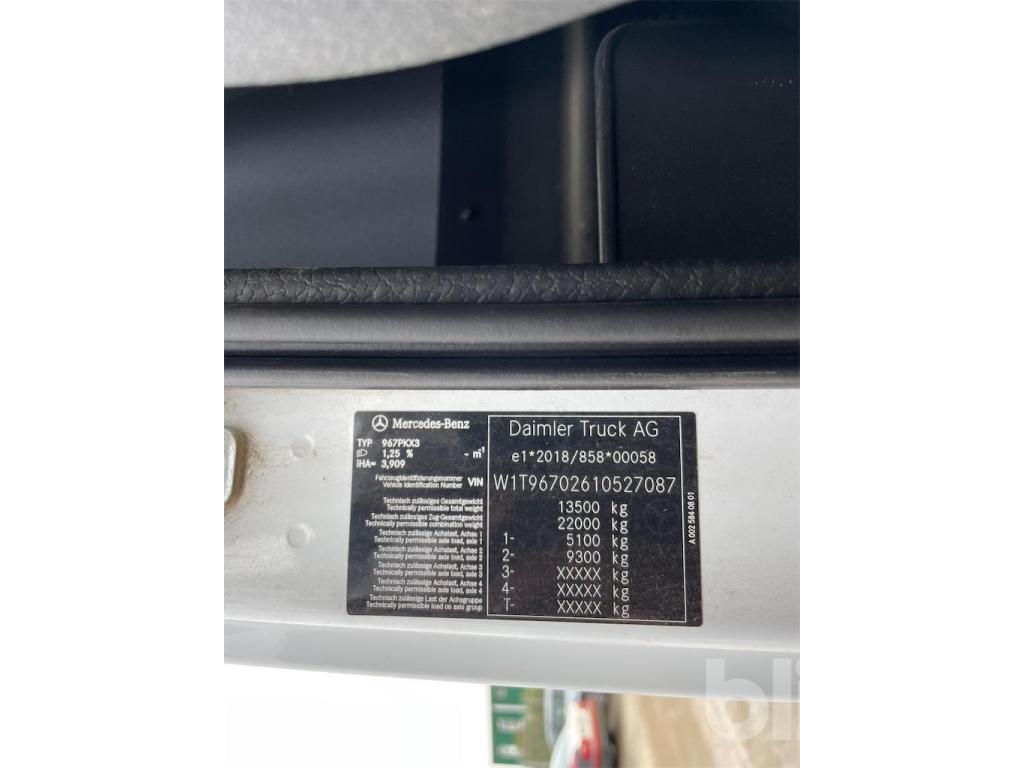 Mercedes-Benz
TYP 967PKX3
1,25 % - m⁻¹
IHA= 3,909
Fahrzeugidentifizierungsnummer
Vehicle Identification Number VIN
Technisch zulässiges Gesamtgewicht
Technically permissible total weight
Technisch zulässiges Zug-Gesamtgewicht
Technically permissible combination weight
Technisch zulässige Achslast, Achse 1
Technically permissible axle load, axle 1
Technisch zulässige Achslast, Achse 2
Technically permissible axle load, axle 2
Technisch zulässige Achslast, Achse 3
Technically permissible axle load, axle 3
Technisch zulässige Achslast, Achse 4
Technically permissible axle load, axle 4
Technisch zulässige Last der Achsgruppe
Technically permissible load on axle group
Daimler Truck AG
e1*2018/858*00058
W1T96702610527087
13500 kg
22000 kg
1- 5100 kg
2- 9300 kg
3- XXXXX kg
4- XXXXX kg
T- XXXXX kg
A 002 584 08 01